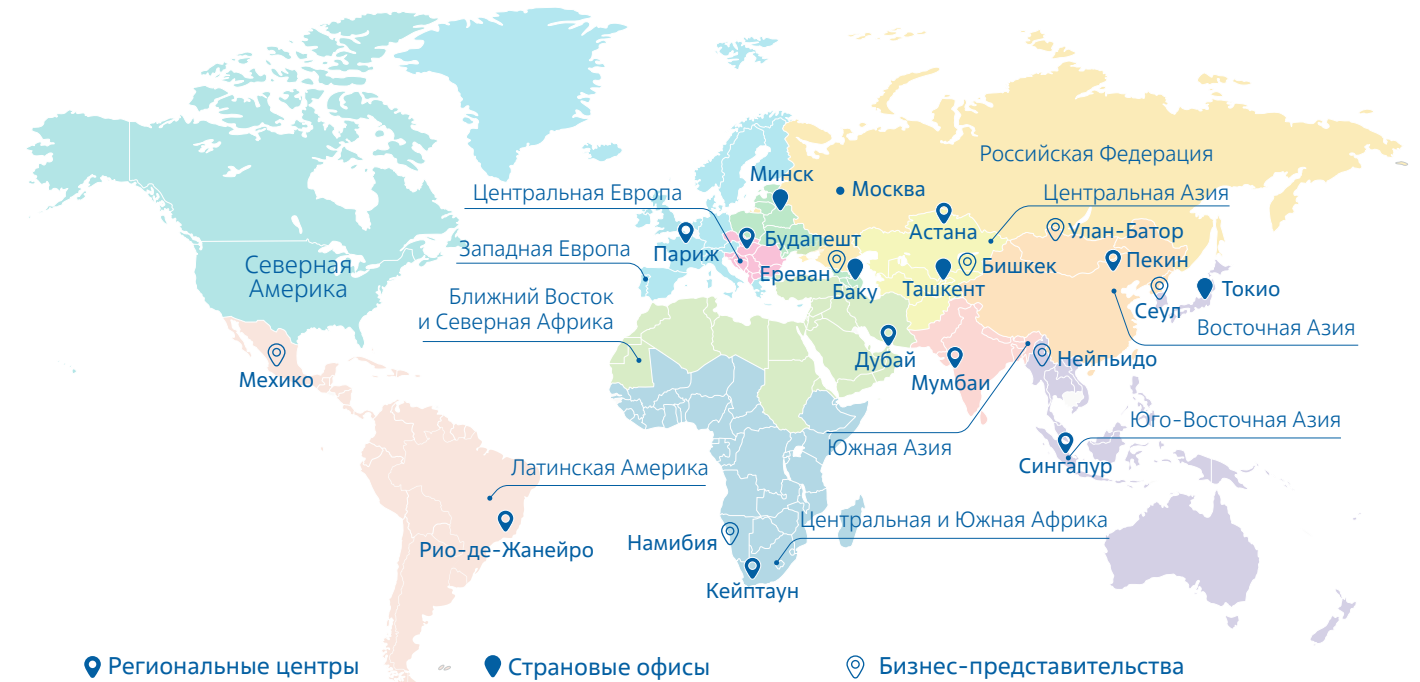 Российская Федерация
Минск
Москва
Центральная Европа
Центральная Азия
Астана
Улан-Батор
Париж
Будапешт
Западная Европа
Северная
Америка
Ереван
Бишкек
Пекин
Баку
Ташкент
Токио
Ближний Восток
и Северная Африка
Сеул
Восточная Азия
Дубай
Нейпьидо
Мехико
Мумбаи
Юго-Восточная Азия
Южная Азия
Сингапур
Латинская Америка
Центральная и Южная Африка
Намибия
Рио-де-Жанейро
Кейптаун
Региональные центры
Страновые офисы
Бизнес-представительства